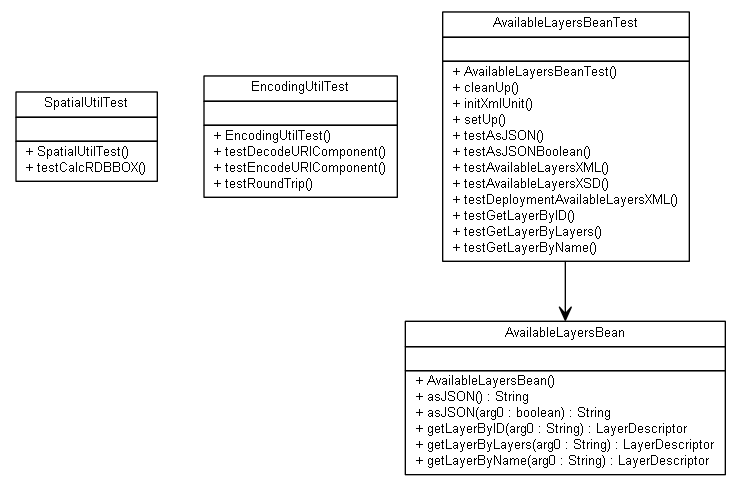 SpatialUtilTest
+ SpatialUtilTest()
+ testCalcRDBBOX()
EncodingUtilTest
+ EncodingUtilTest()
+ testDecodeURIComponent()
+ testEncodeURIComponent()
+ testRoundTrip()
AvailableLayersBeanTest
+ AvailableLayersBeanTest()
+ cleanUp()
+ initXmlUnit()
+ setUp()
+ testAsJSON()
+ testAsJSONBoolean()
+ testAvailableLayersXML()
+ testAvailableLayersXSD()
+ testDeploymentAvailableLayersXML()
+ testGetLayerByID()
+ testGetLayerByLayers()
+ testGetLayerByName()
AvailableLayersBean
+ AvailableLayersBean()
+ asJSON() : String
+ asJSON(arg0 : boolean) : String
+ getLayerByID(arg0 : String) : LayerDescriptor
+ getLayerByLayers(arg0 : String) : LayerDescriptor
+ getLayerByName(arg0 : String) : LayerDescriptor